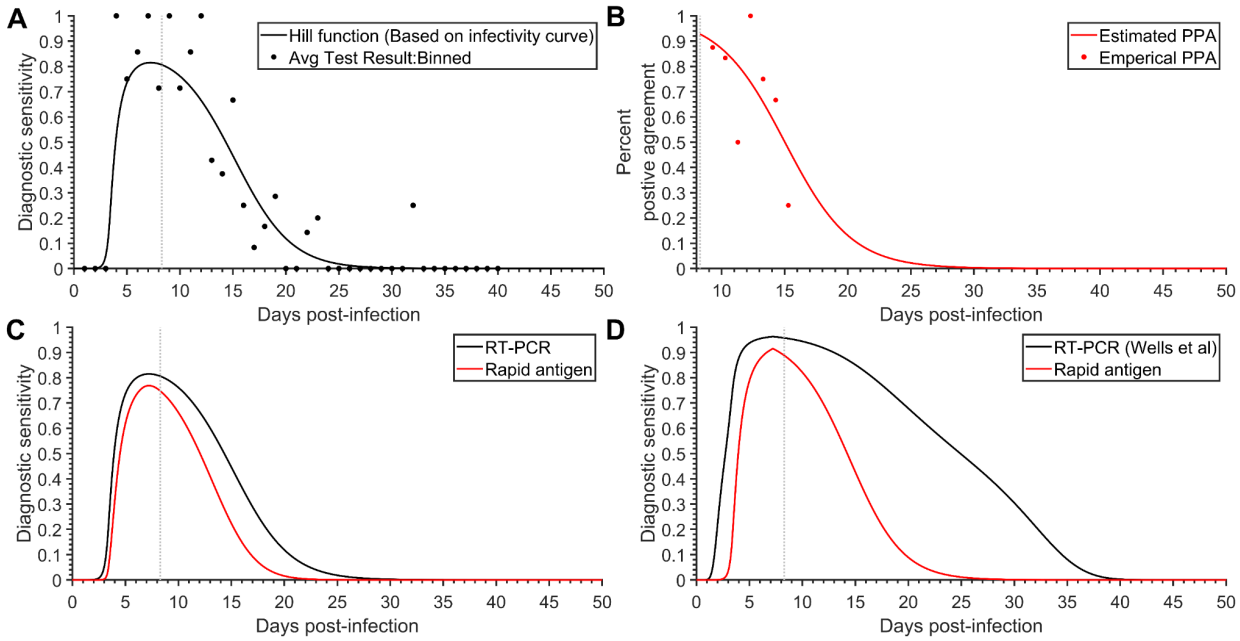 A
Diagnostic sensitivity
1
0.9
0.8
0.7
0.6
0.5
0.4
0.3
0.2
0.1
0
Hill function (Based on infectivity curve)
Avg Test Result:Binned
0 5 10 15 20 25 30 35 40 45 50
Days post-infection
B
Percent
postive agreement
1
0.9
0.8
0.7
0.6
0.5
0.4
0.3
0.2
0.1
0
Estimated PPA
Emperical PPA
10 15 20 25 30 35 40 45 50
Days post-infection
C
Diagnostic sensitivity
1
0.9
0.8
0.7
0.6
0.5
0.4
0.3
0.2
0.1
0
RT-PCR
Rapid antigen
0 5 10 15 20 25 30 35 40 45 50
Days post-infection
D
Diagnostic sensitivity
1
0.9
0.8
0.7
0.6
0.5
0.4
0.3
0.2
0.1
0
RT-PCR (Wells et al)
Rapid antigen
0 5 10 15 20 25 30 35 40 45 50
Days post-infection